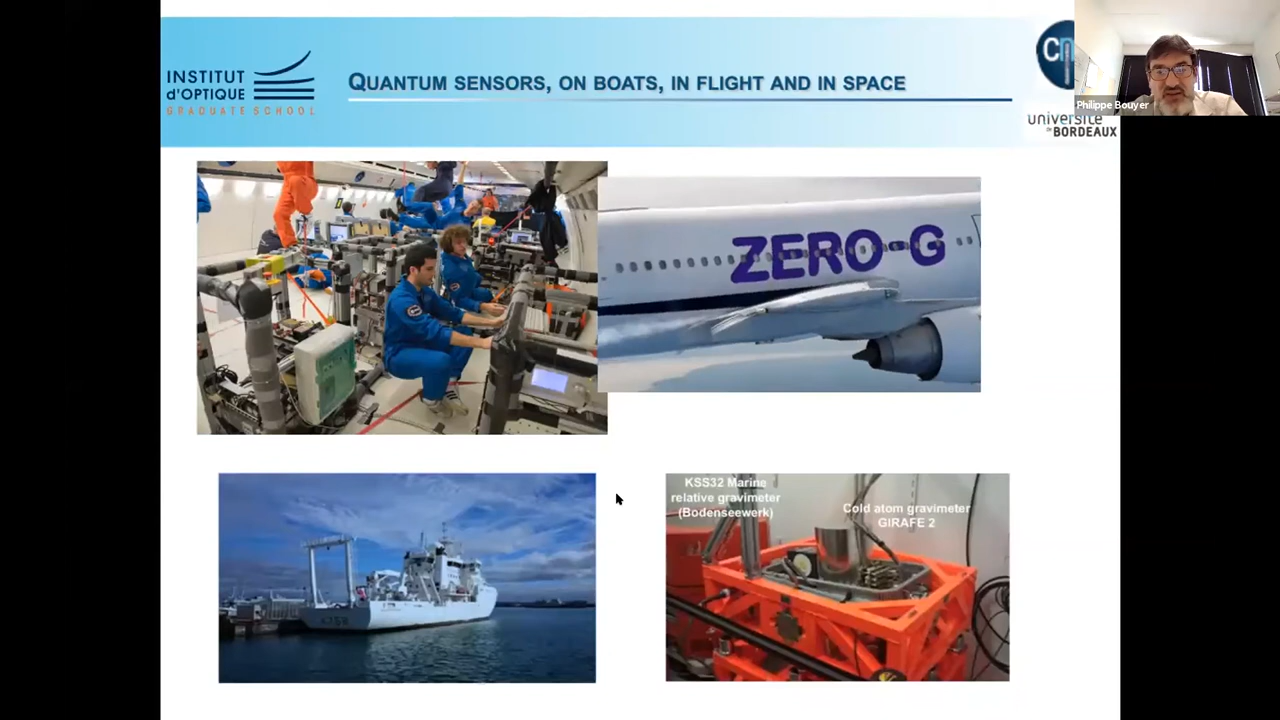 INSTITUT
d'OPTIQUE
GRADUATE SCHOOL
QUANTUM SENSORS, ON BOATS, IN FLIGHT AND IN SPACE
Philippe Bouyer
université
de BORDEAUX
ZERO-G
KSS32 Marine
relative gravimeter
(Bodenseewerk)
Cold atom gravimeter
GIRAFE 2